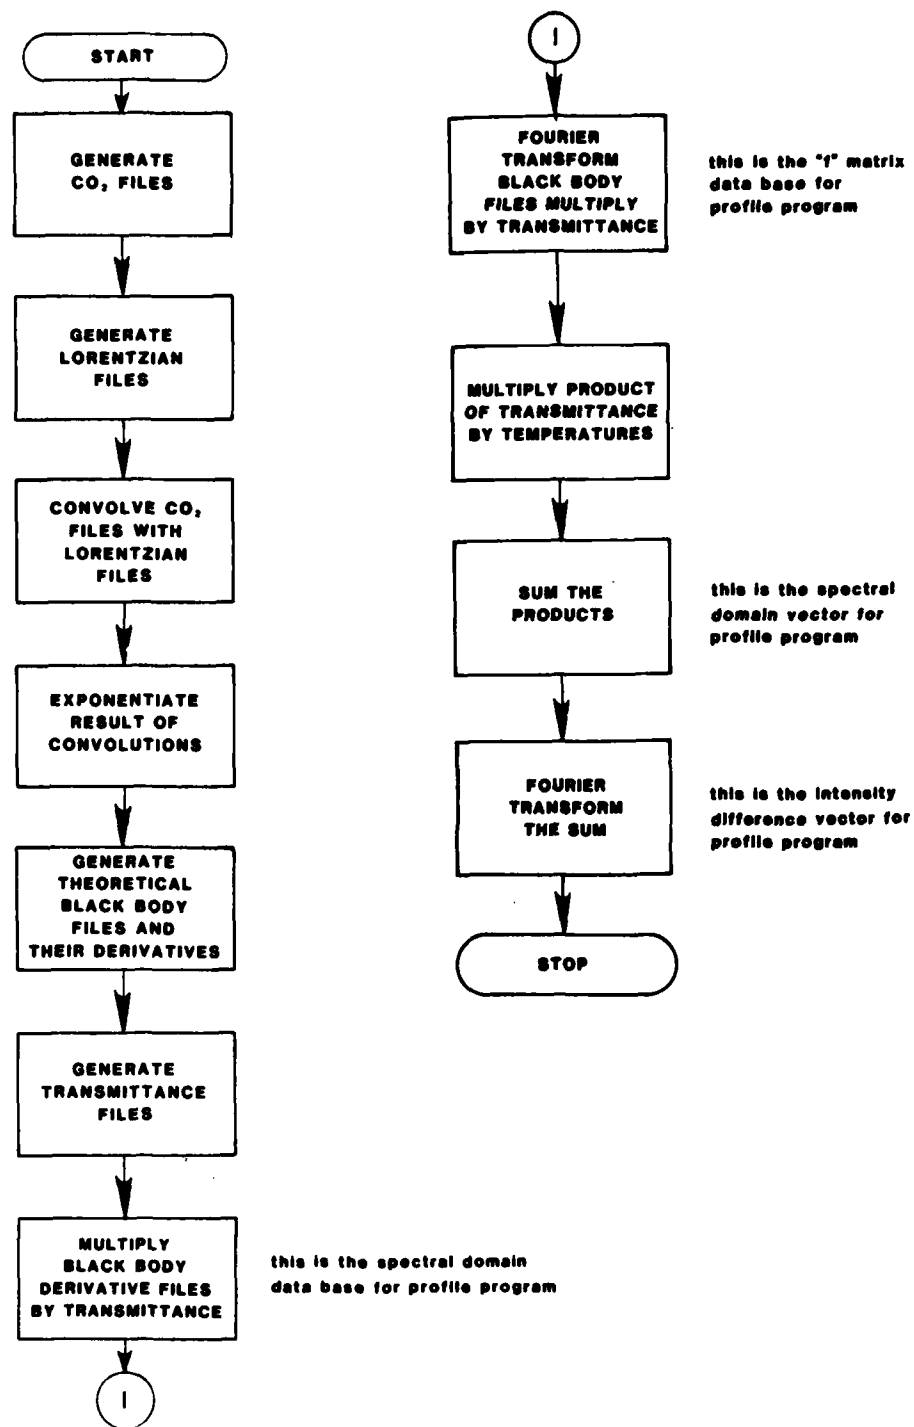 START
GENERATE
CO₂ FILES
GENERATE
LORENTZIAN
FILES
CONVOLVE CO₂
FILES WITH
LORENTZIAN
FILES
EXPONENTIATE
RESULT OF
CONVOLUTIONS
GENERATE
THEORETICAL
BLACK BODY
FILES AND
THEIR DERIVATIVES
GENERATE
TRANSMITTANCE
FILES
MULTIPLY
BLACK BODY
DERIVATIVE FILES
BY TRANSMITTANCE
this is the spectral domain
data base for profile program
I
I
FOURIER
TRANSFORM
BLACK BODY
FILES MULTIPLY
BY TRANSMITTANCE
this is the "f" matrix
data base for
profile program
MULTIPLY PRODUCT
OF TRANSMITTANCE
BY TEMPERATURES
SUM THE
PRODUCTS
this is the spectral
domain vector for
profile program
FOURIER
TRANSFORM
THE SUM
this is the intensity
difference vector for
profile program
STOP